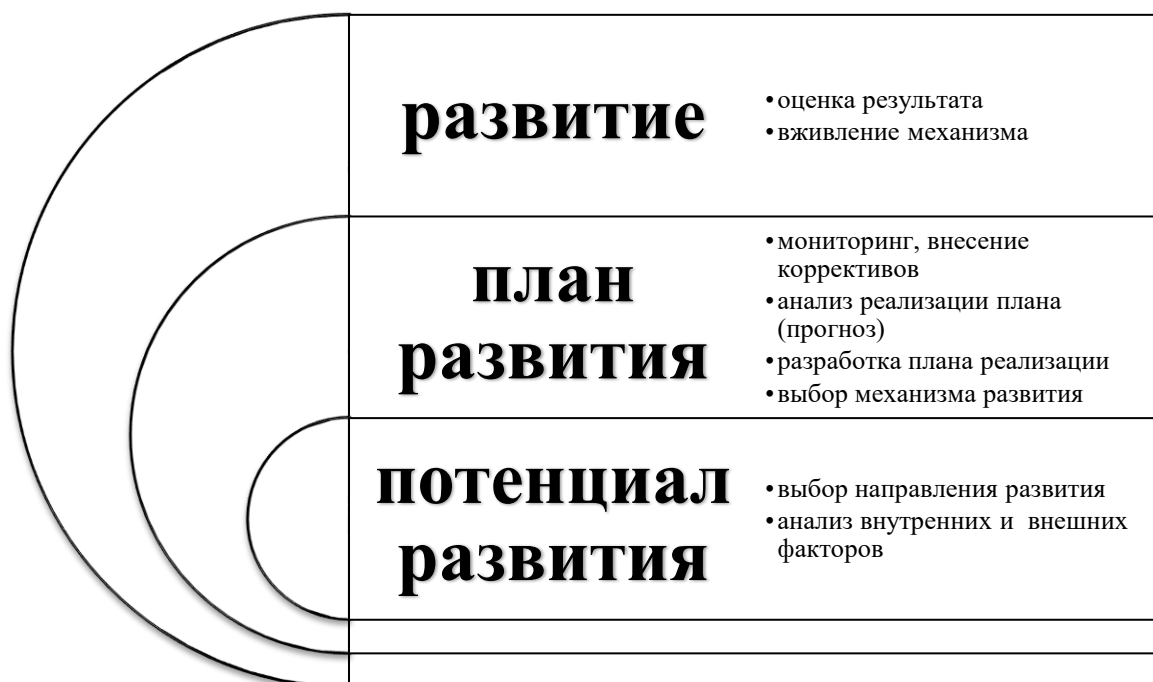 развитие
•оценка результата
•вживление механизма
план
развития
•мониторинг, внесение
коррективов
•анализ реализации плана
(прогноз)
•разработка плана реализации
•выбор механизма развития
потенциал
развития
•выбор направления развития
•анализ внутренних и внешних
факторов